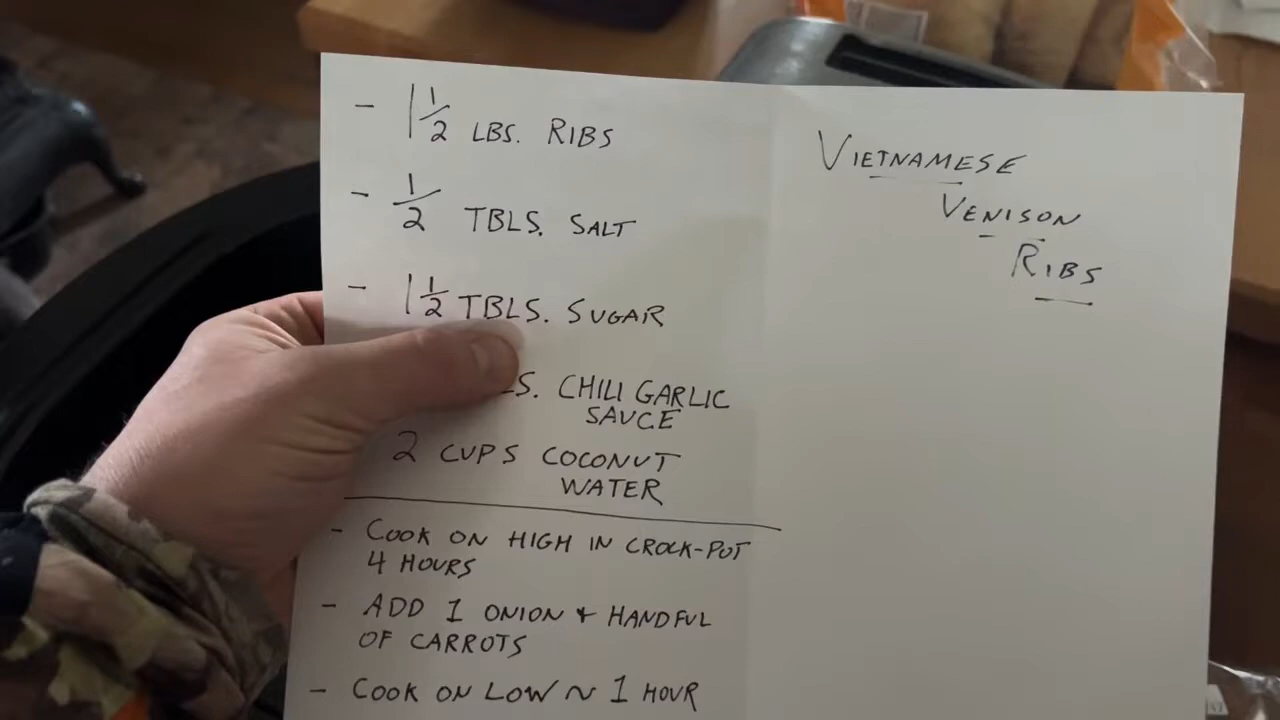 - 1 1/2 LBS. RIBS
- 1/2 TBLS. SALT
- 1 1/2 TBLS. SUGAR
CHILI GARLIC
SAUCE
2 CUPS COCONUT
WATER
- COOK ON HIGH IN CROCK-POT
4 HOURS
- ADD 1 ONION & HANDFUL
OF CARROTS
- COOK ON LOW ~ 1 HOUR
VIETNAMESE
VENISON
RIBS